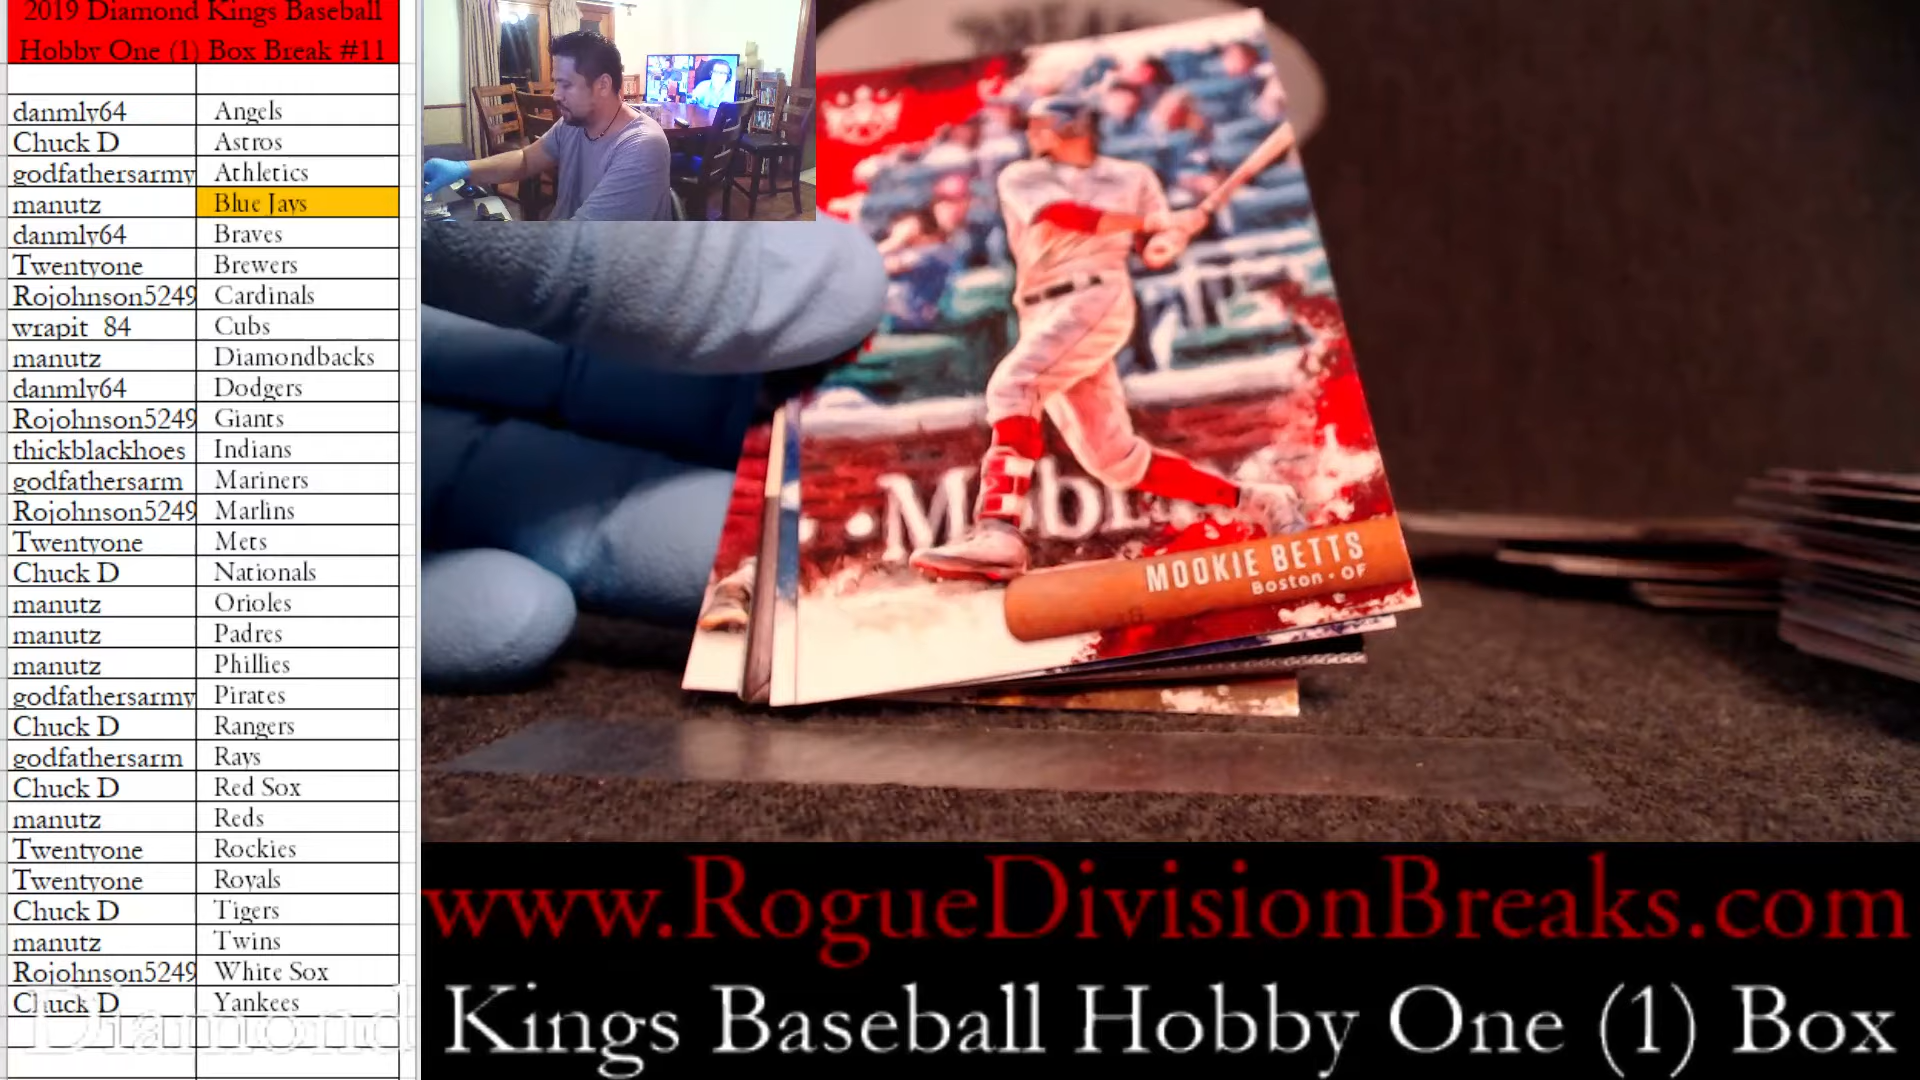 2019 Diamond Kings Baseball
Hobby One (1) Box Break #11
danmly64 Angels
Chuck D Astros
godfathersarmy Athletics
manutz Blue Jays
danmly64 Braves
Twentyone Brewers
Rojohnson5249 Cardinals
wrapit_84 Cubs
manutz Diamondbacks
danmly64 Dodgers
Rojohnson5249 Giants
thickblackhoes Indians
godfathersarm Mariners
Rojohnson5249 Marlins
Twentyone Mets
Chuck D Nationals
manutz Orioles
manutz Padres
manutz Phillies
godfathersarmy Pirates
Chuck D Rangers
godfathersarm Rays
Chuck D Red Sox
manutz Reds
Twentyone Rockies
Twentyone Royals
Chuck D Tigers
manutz Twins
Rojohnson5249 White Sox
Chuck D Yankees
MOOKIE BETTS
Boston • OF
www.RogueDivisionBreaks.com
Diamond Kings Baseball Hobby One (1) Box